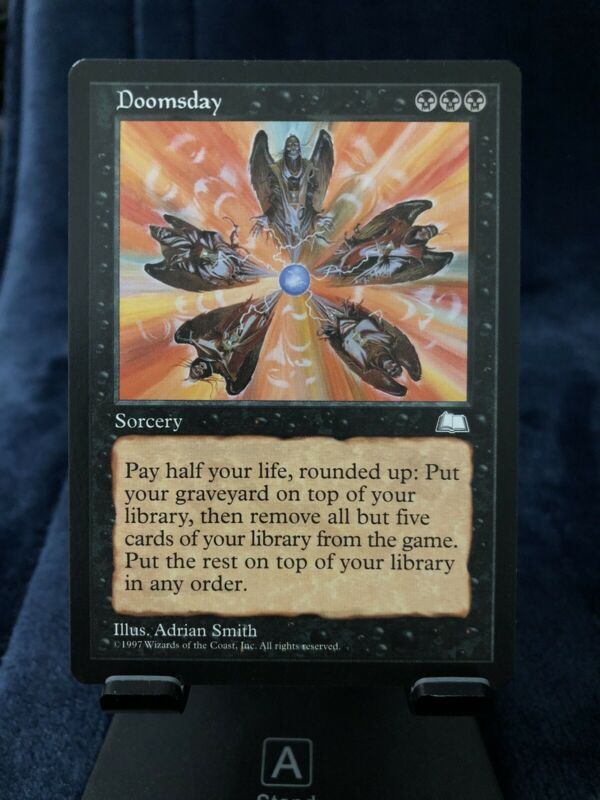 Doomsday
Sorcery
Pay half your life, rounded up: Put
your graveyard on top of your
library, then remove all but five
cards of your library from the game.
Put the rest on top of your library
in any order.
Illus. Adrian Smith
©1997 Wizards of the Coast, Inc. All rights reserved.
A
Stand